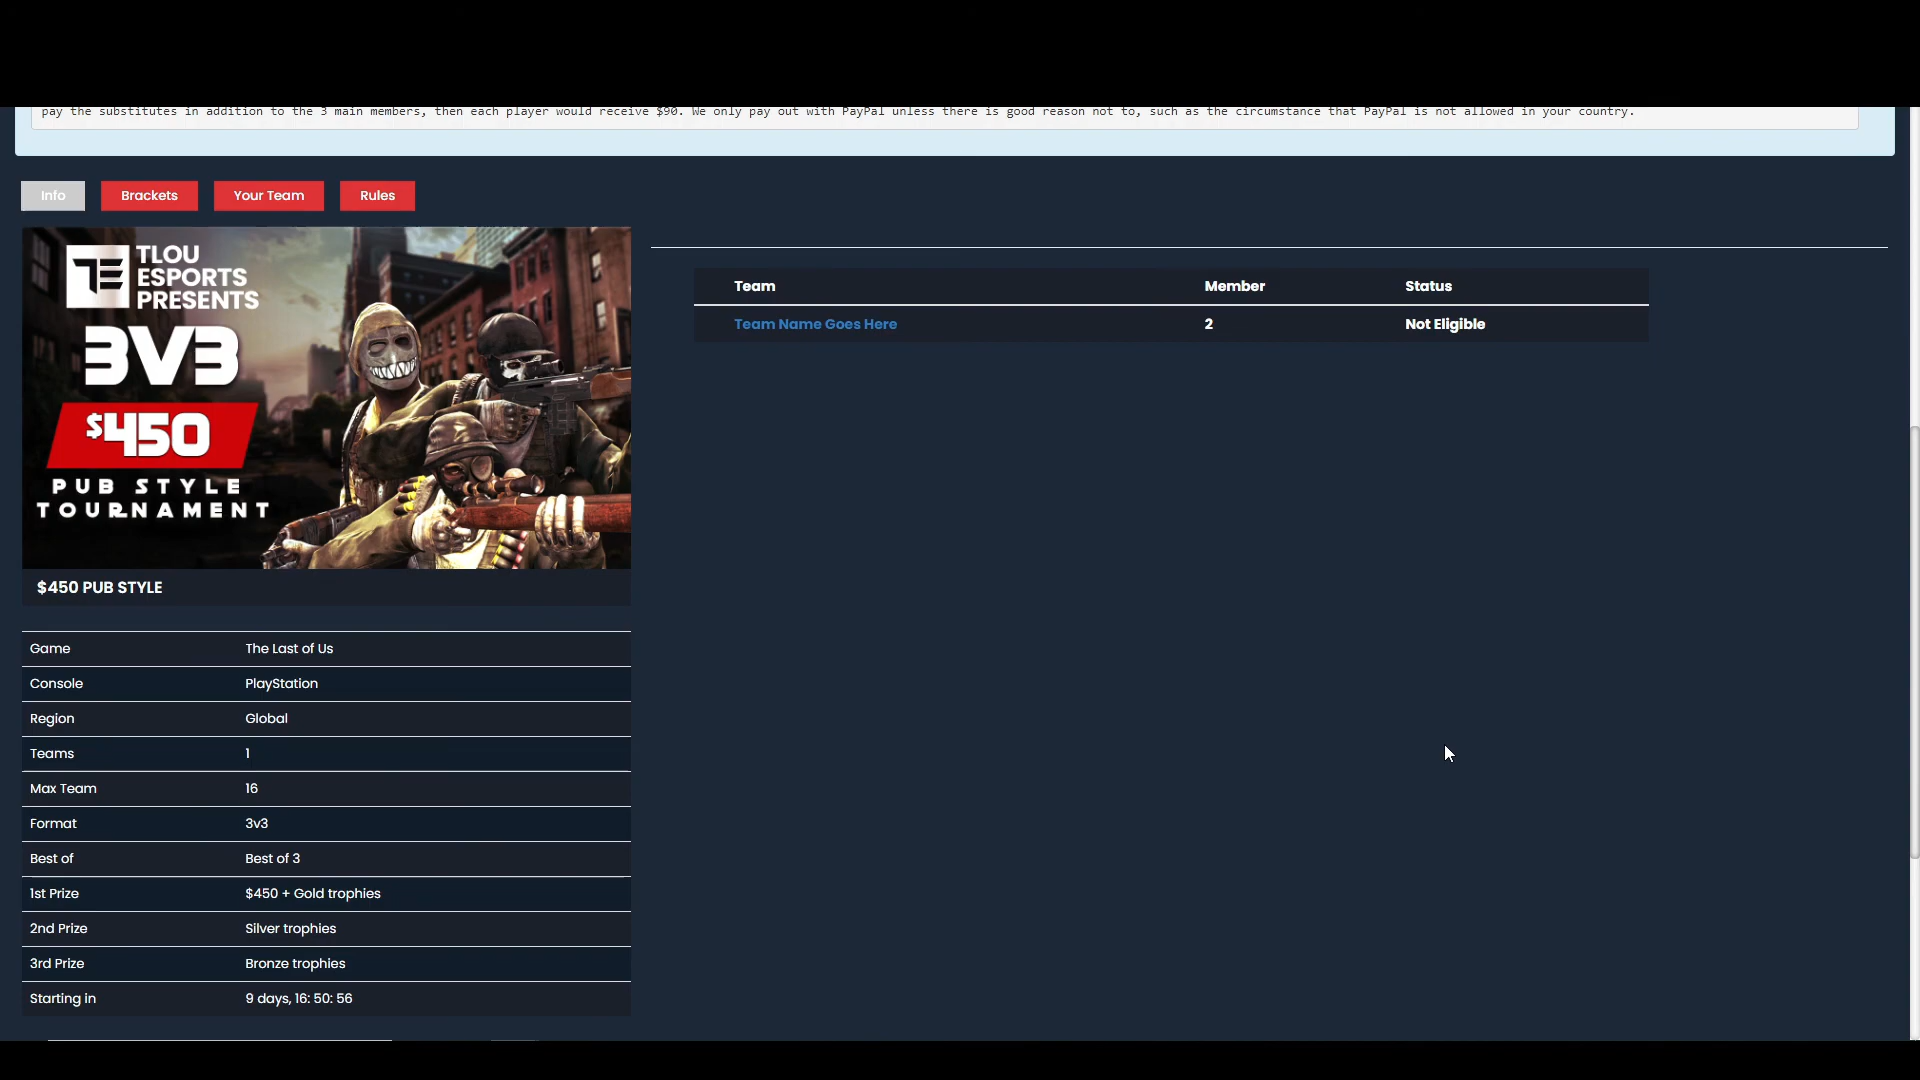 pay the substitutes in addition to the 3 main members, then each player would receive $90. We only pay out with PayPal unless there is good reason not to, such as the circumstance that PayPal is not allowed in your country.
Info Brackets Your Team Rules
TE TLOU
ESPORTS
PRESENTS
3V3
$450
PUB STYLE
TOURNAMENT
$450 PUB STYLE
Team Member Status
Team Name Goes Here 2 Not Eligible
Game The Last of Us
Console PlayStation
Region Global
Teams 1
Max Team 16
Format 3v3
Best of Best of 3
1st Prize $450 + Gold trophies
2nd Prize Silver trophies
3rd Prize Bronze trophies
Starting in 9 days, 16: 50: 56